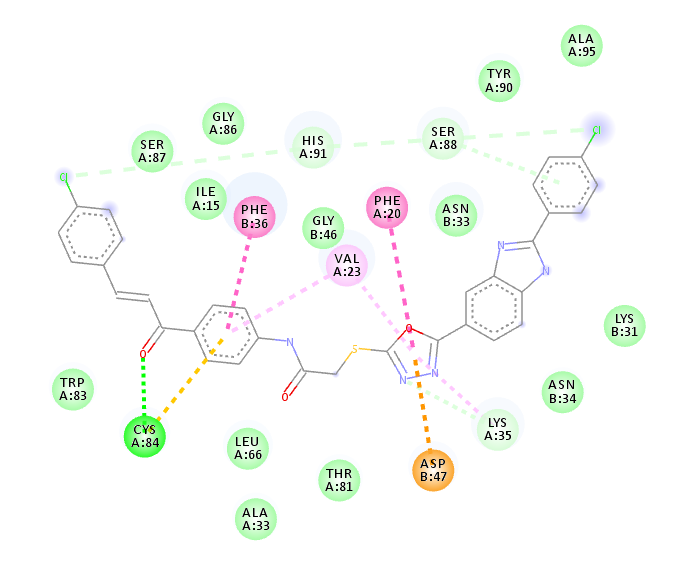 ALA
A:95
TYR
A:90
GLY
A:86
Cl
SER
A:88
HIS
A:91
SER
A:87
Cl
ILE
A:15
PHE
A:20
PHE
B:36
ASN
B:33
GLY
B:46
N
VAL
A:23
N
LYS
B:31
O
N
S
O
N
N
TRP
A:83
ASN
B:34
O
LYS
A:35
CYS
A:84
LEU
A:66
ASP
B:47
THR
A:81
ALA
A:33